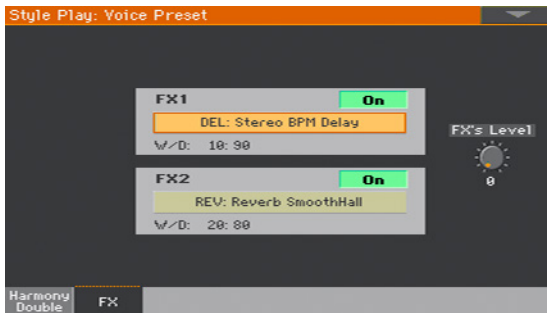 Style Play: Voice Preset
FX1 On
DEL: Stereo BPM Delay
W/D: 10:90
FX's Level
0
FX2 On
REV: Reverb SmoothHall
W/D: 20:80
Harmony
Double
FX